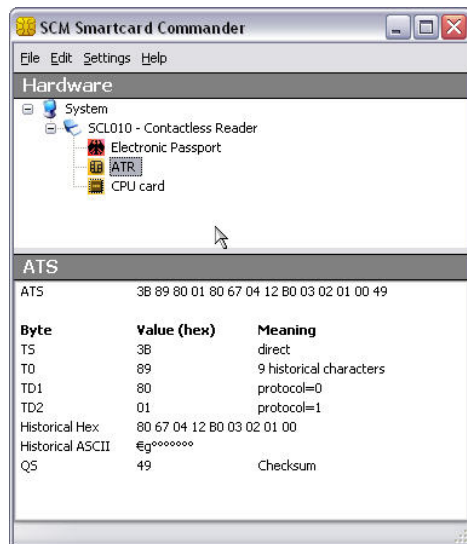 SCM Smartcard Commander
File Edit Settings Help
Hardware
System
SCL010 - Contactless Reader
Electronic Passport
ATR
CPU card
ATS
ATS 3B 89 80 01 80 67 04 12 B0 03 02 01 00 49
Byte Value (hex) Meaning
TS 3B direct
T0 89 9 historical characters
TD1 80 protocol=0
TD2 01 protocol=1
Historical Hex 80 67 04 12 B0 03 02 01 00
Historical ASCII €g°°°°°°°
QS 49 Checksum